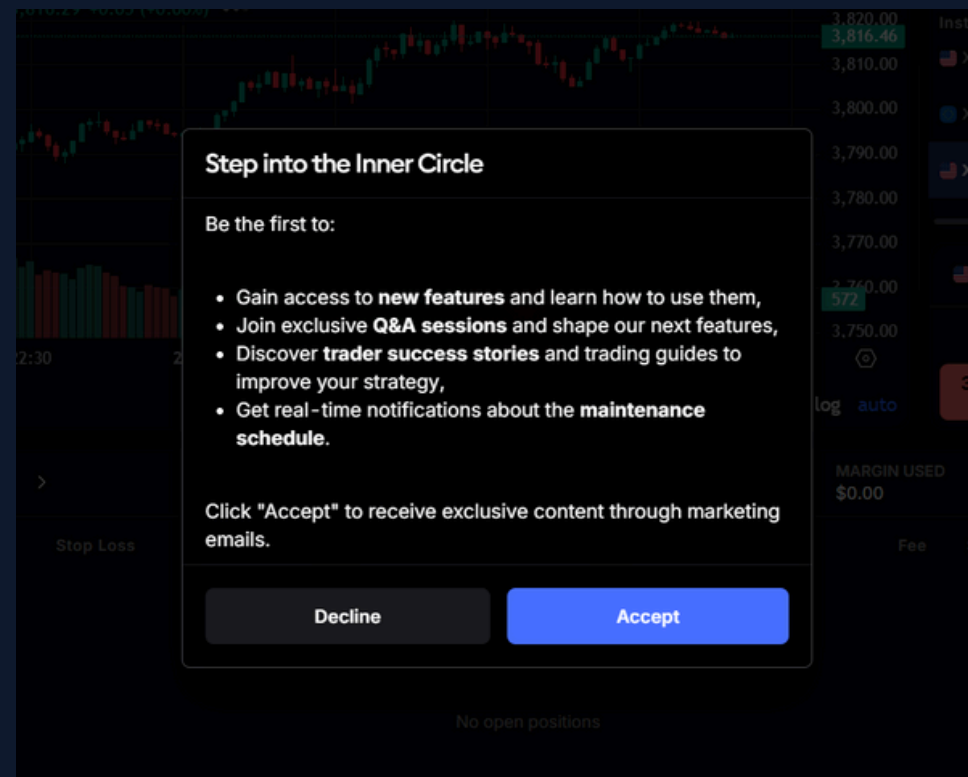 3,820.00
3,816.46
3,810.00
3,800.00
3,790.00
3,780.00
3,770.00
3,760.00
572
3,750.00
Step into the Inner Circle
Be the first to:
• Gain access to new features and learn how to use them,
• Join exclusive Q&A sessions and shape our next features,
• Discover trader success stories and trading guides to
improve your strategy,
• Get real-time notifications about the maintenance
schedule.
Click "Accept" to receive exclusive content through marketing
emails.
Decline
Accept
log auto
MARGIN USED
$0.00
Stop Loss
Fee
No open positions